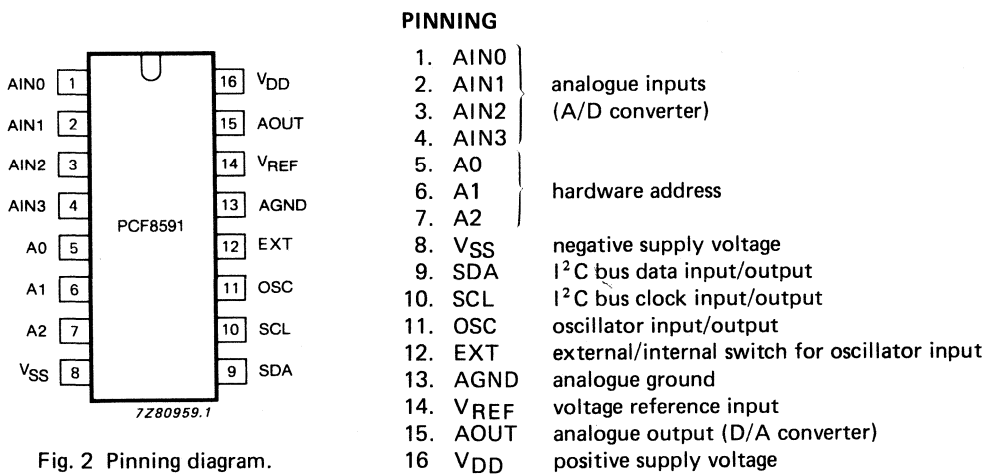 PINNING
AIN0 1
AIN1 2
AIN2 3
AIN3 4
A0 5
A1 6
A2 7
VSS 8
PCF8591
16 VDD
15 AOUT
14 VREF
13 AGND
12 EXT
11 OSC
10 SCL
9 SDA
7Z80959.1
Fig. 2 Pinning diagram.
1. AIN0
2. AIN1
3. AIN2
4. AIN3
analogue inputs
(A/D converter)
5. A0
6. A1
7. A2
hardware address
8. VSS negative supply voltage
9. SDA I²C bus data input/output
10. SCL I²C bus clock input/output
11. OSC oscillator input/output
12. EXT external/internal switch for oscillator input
13. AGND analogue ground
14. VREF voltage reference input
15. AOUT analogue output (D/A converter)
16 VDD positive supply voltage